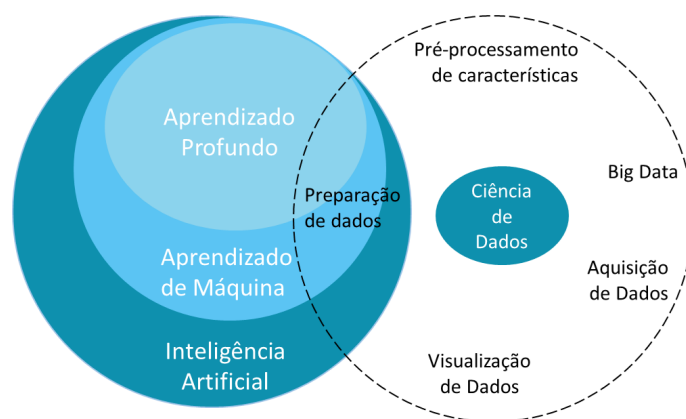 Pré-processamento
de características
Aprendizado
Profundo
Big Data
Preparação
de dados
Ciência
de
Dados
Aprendizado
de Máquina
Aquisição
de Dados
Inteligência
Artificial
Visualização
de Dados